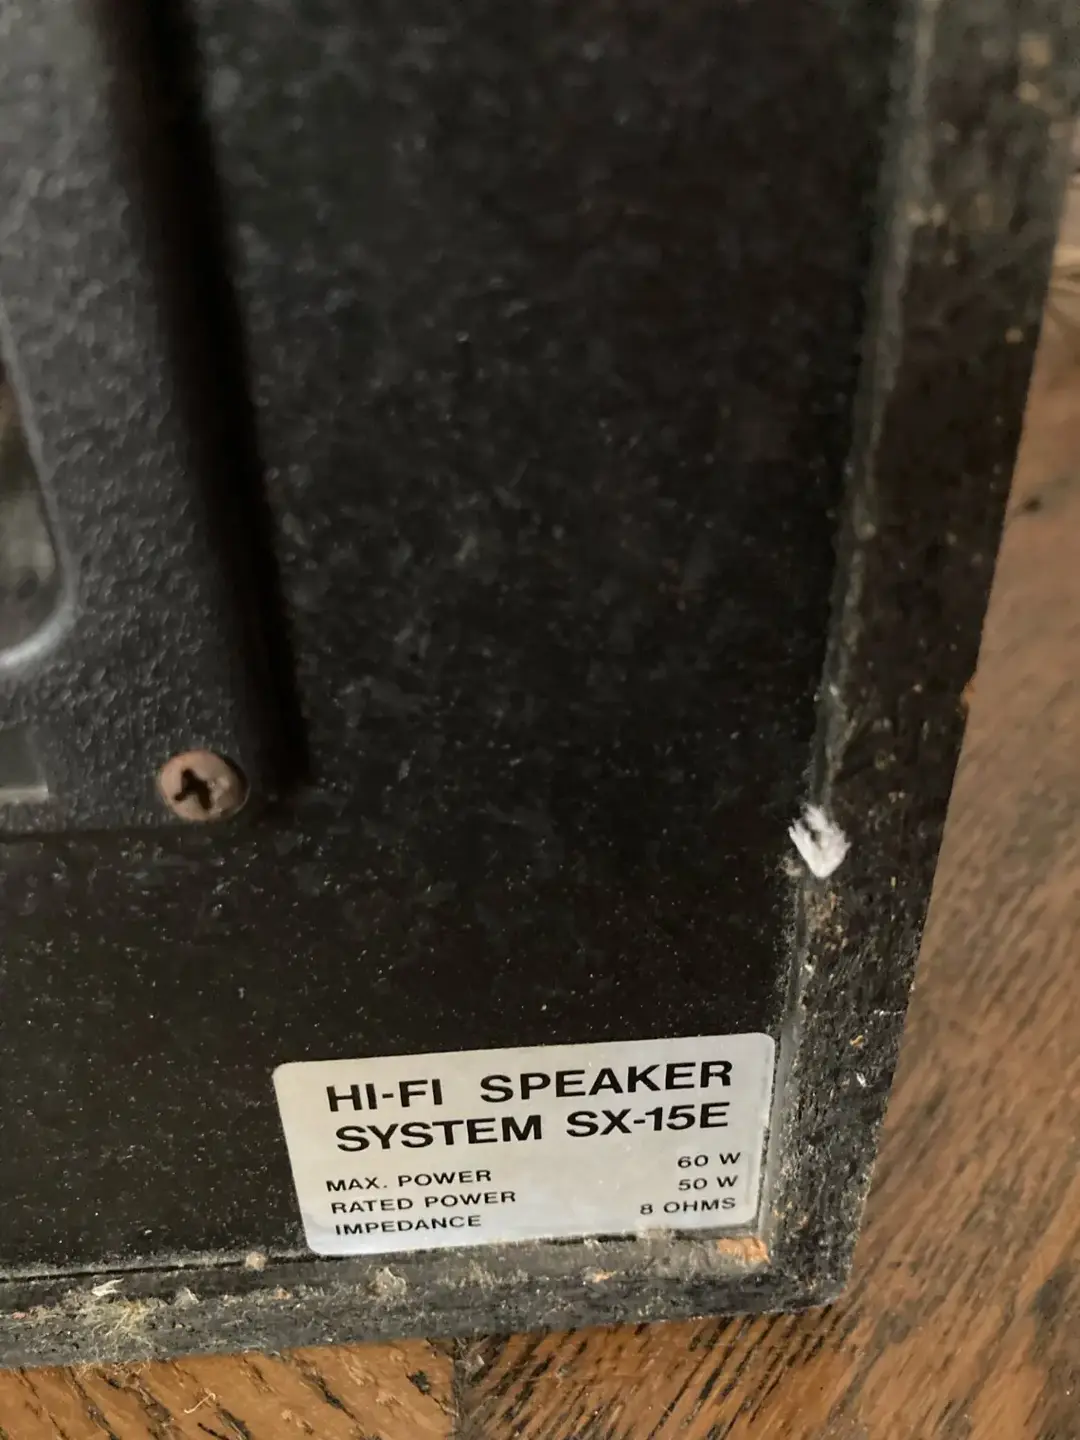 HI-FI SPEAKER
SYSTEM SX-15E
MAX. POWER 60 W
RATED POWER 50 W
IMPEDANCE 8 OHMS